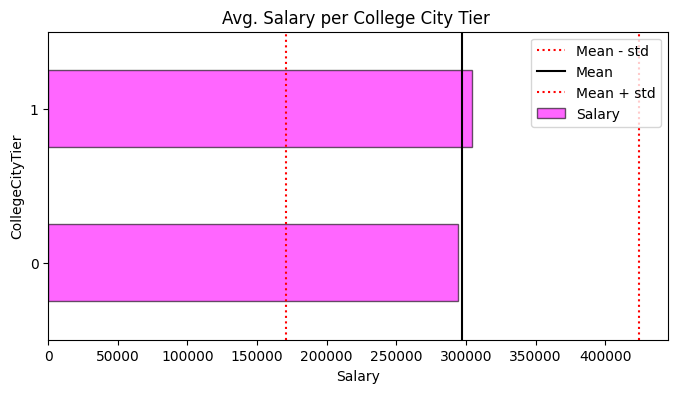 Avg. Salary per College City Tier
Mean - std
Mean
Mean + std
Salary
CollegeCityTier
1
0
0 50000 100000 150000 200000 250000 300000 350000 400000
Salary